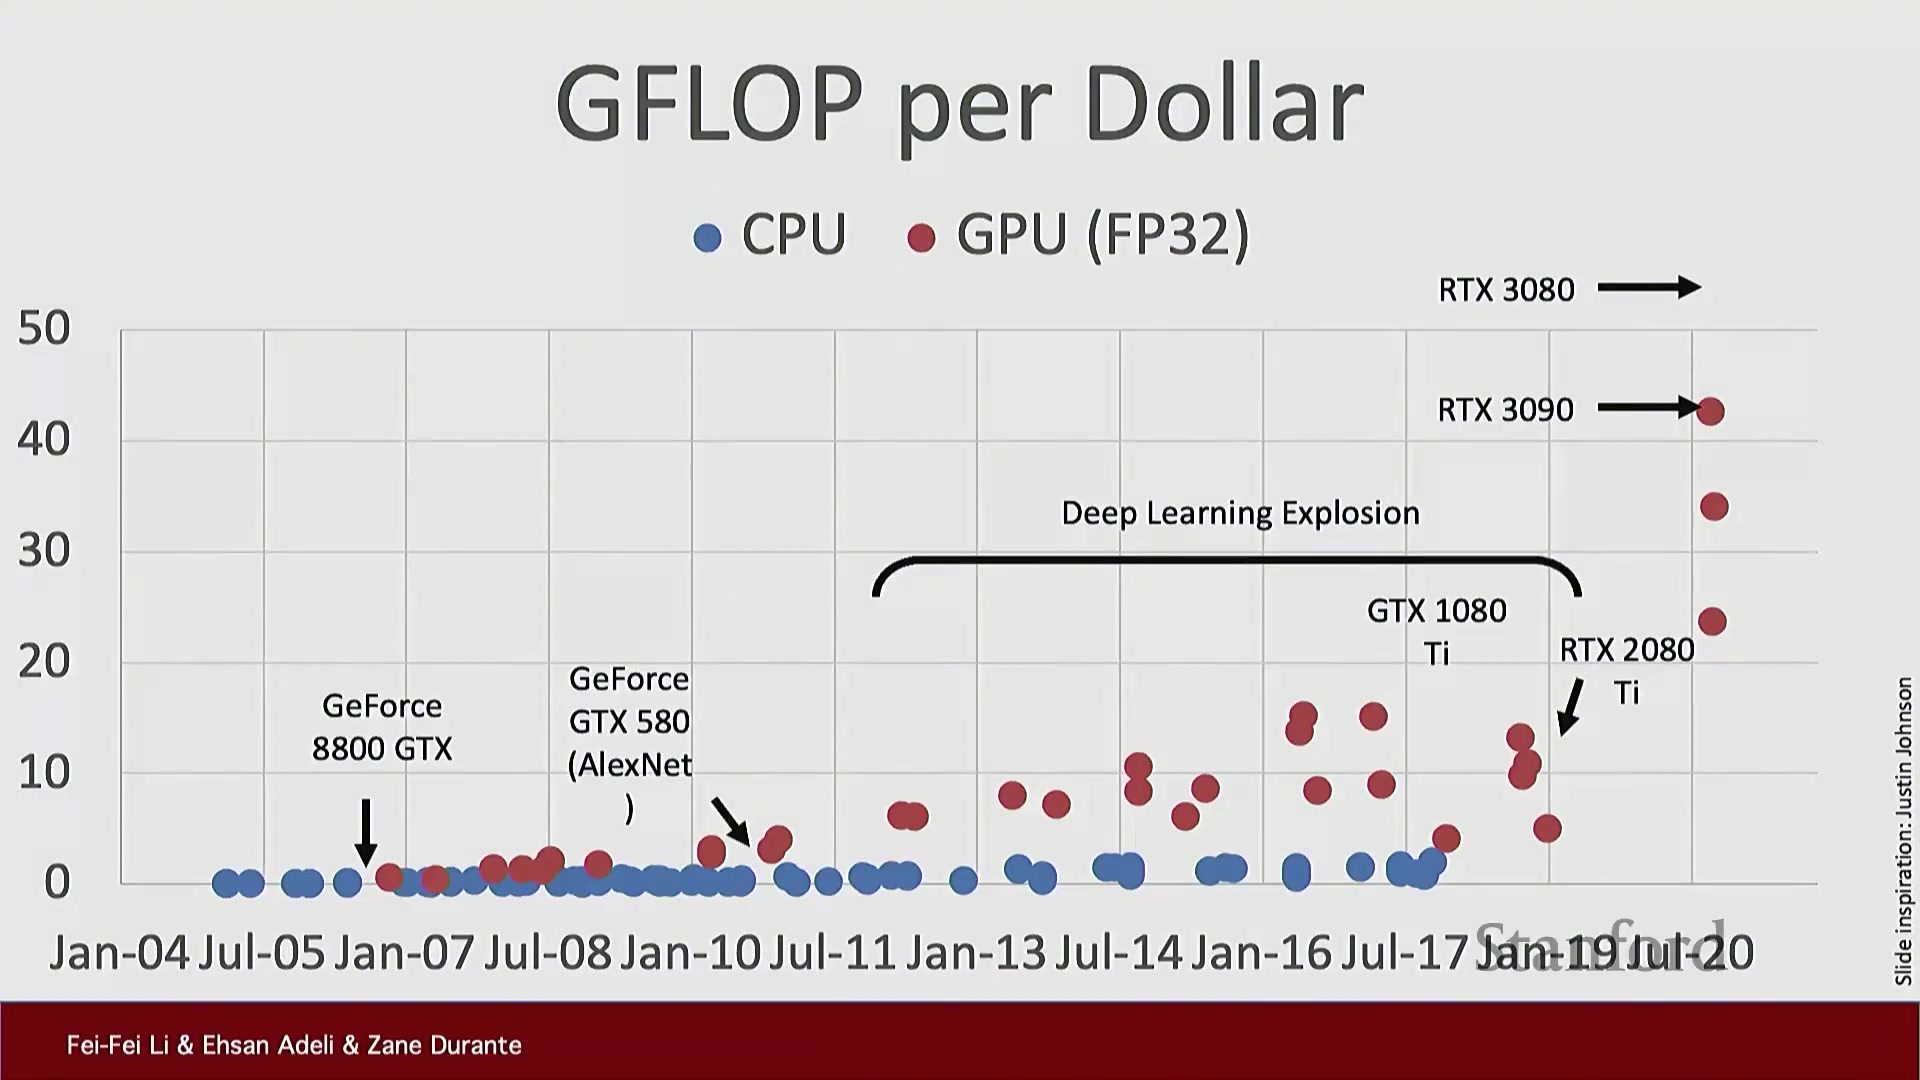 GFLOP per Dollar
CPU
GPU (FP32)
RTX 3080
50
RTX 3090
40
Deep Learning Explosion
30
GTX 1080
Ti
RTX 2080
Ti
20
GeForce
GTX 580
(AlexNet
)
GeForce
8800 GTX
10
0
Jan-04 Jul-05 Jan-07 Jul-08 Jan-10 Jul-11 Jan-13 Jul-14 Jan-16 Jul-17 Jan-19 Jul-20
Stanford
Slide inspiration: Justin Johnson
Fei-Fei Li & Ehsan Adeli & Zane Durante